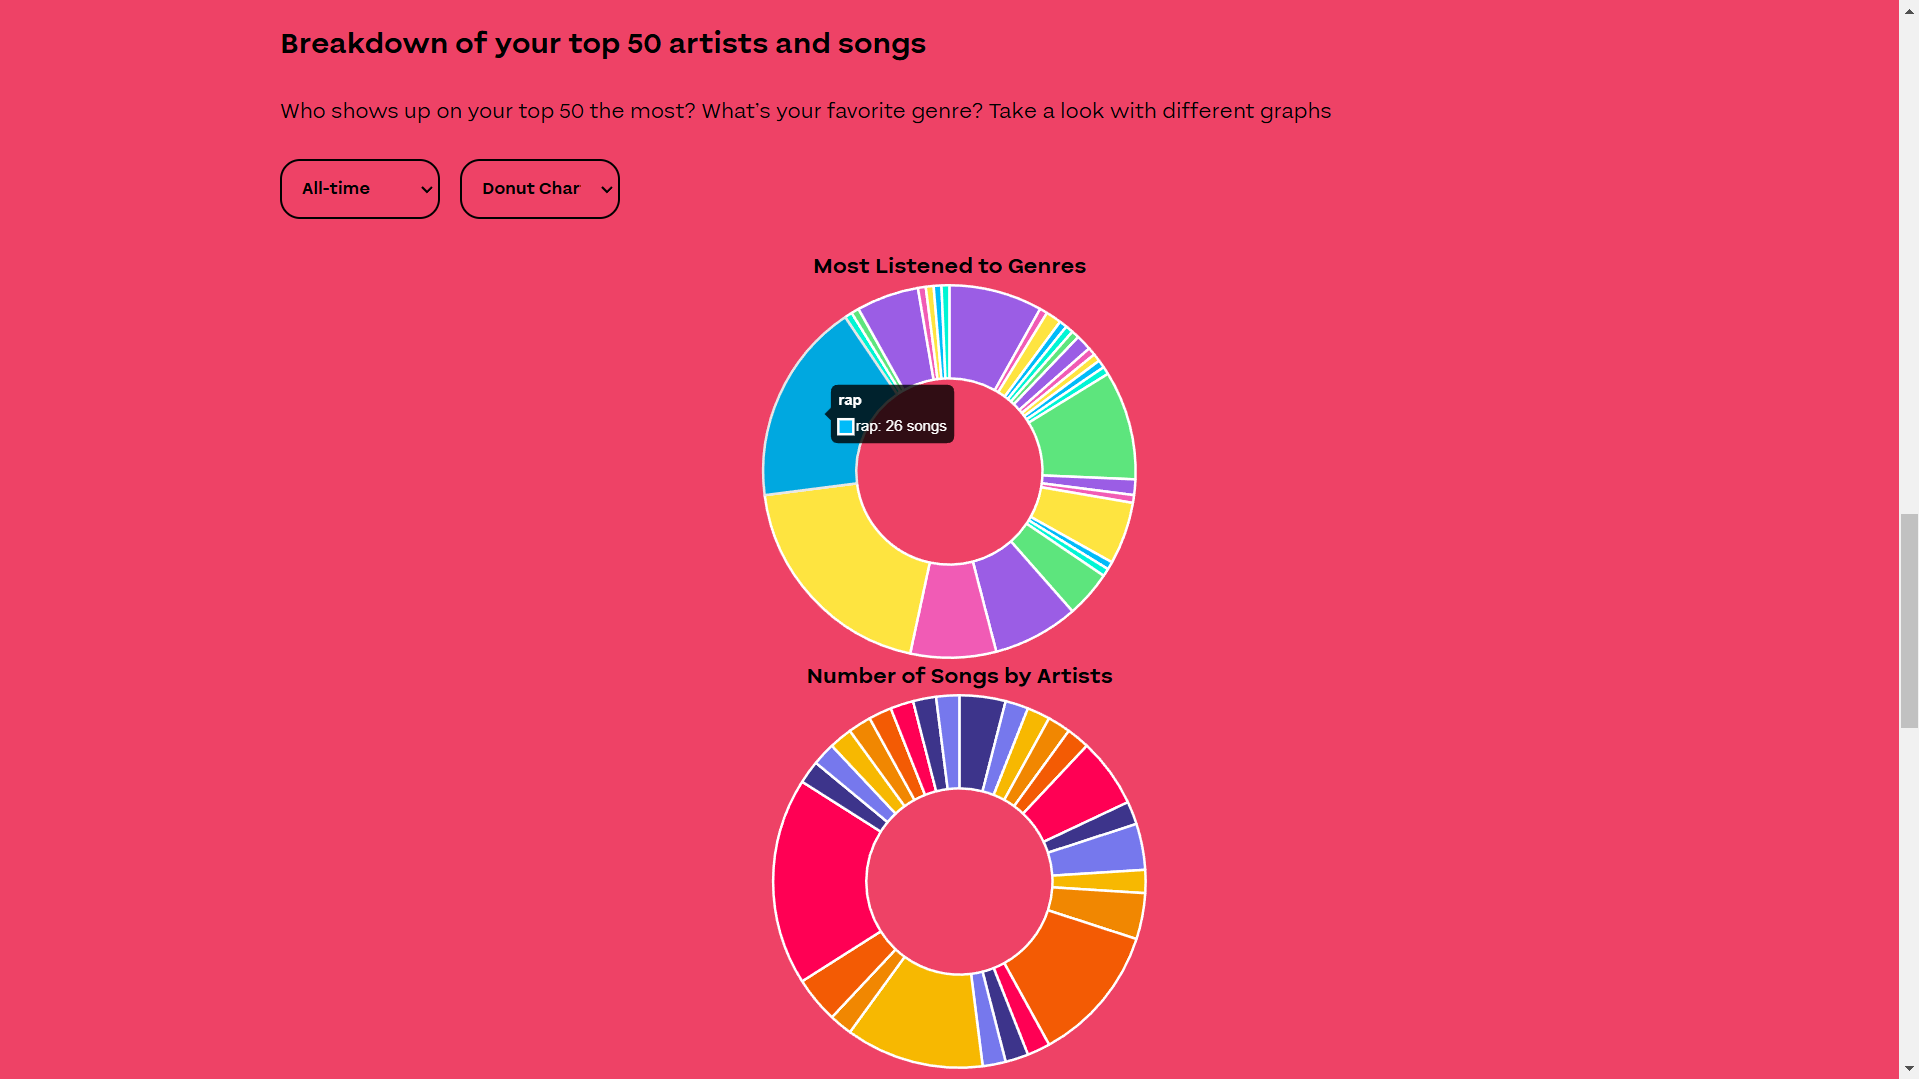 Breakdown of your top 50 artists and songs
Who shows up on your top 50 the most? What's your favorite genre? Take a look with different graphs
All-time
Donut Char
Most Listened to Genres
rap
rap: 26 songs
Number of Songs by Artists